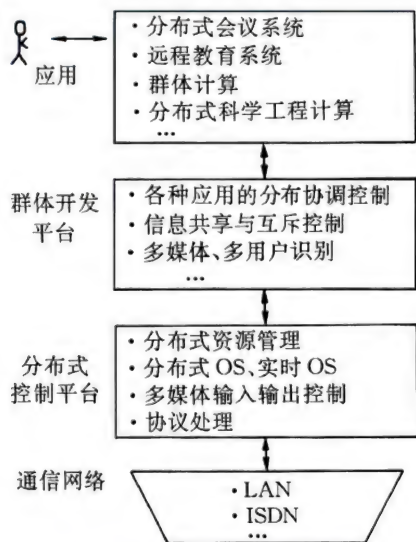 应用
· 分布式会议系统
· 远程教育系统
· 群体计算
· 分布式科学工程计算
...
群体开发
平台
· 各种应用的分布协调控制
· 信息共享与互斥控制
· 多媒体、多用户识别
...
分布式
控制平台
· 分布式资源管理
· 分布式 OS、实时 OS
· 多媒体输入输出控制
· 协议处理
通信网络
· LAN
· ISDN
...